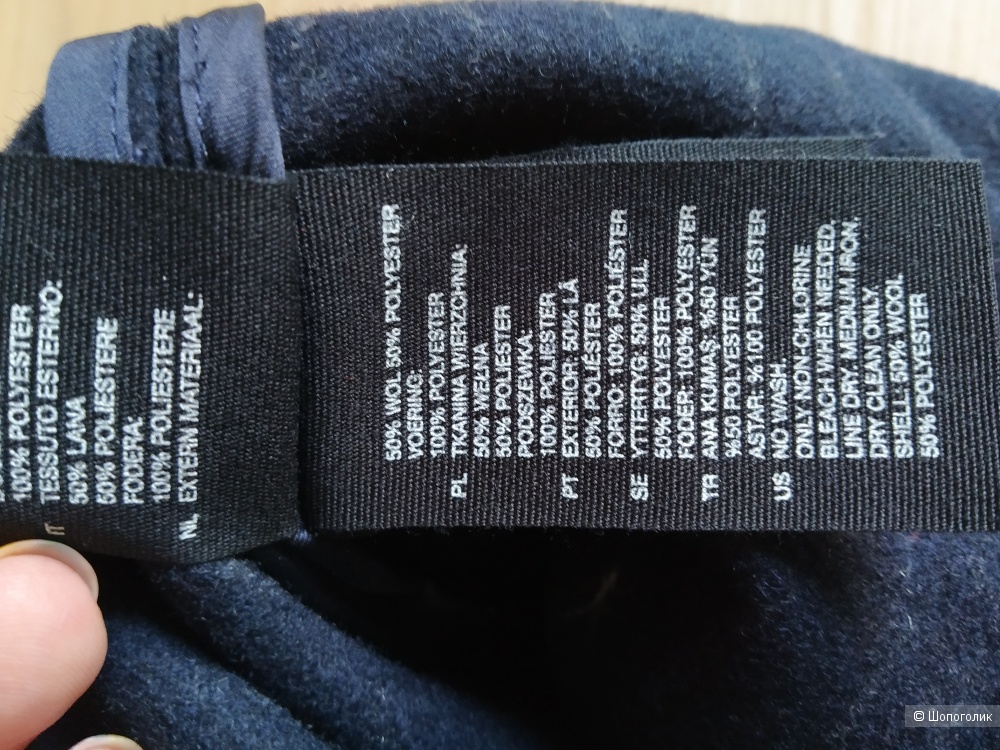 100% POLYESTER
IT TESSUTO ESTERNO:
50% LANA
50% POLIESTERE
FODERA:
100% POLIESTERE
NL EXTERN MATERIAAL:
50% WOL 50% POLYESTER
VOERING:
100% POLYESTER
PL TKANINA WIERZCHNIA:
50% WEŁNA
50% POLIESTER
PODSZEWKA:
100% POLIESTER
PT EXTERIOR 50% LÃ
50% POLIÉSTER
FORRO: 100% POLIÉSTER
SE YTTERTYG: 50% ULL
50% POLYESTER
FODER: 100% POLYESTER
TR ANA KUMAŞ: %50 YÜN
%50 POLYESTER
ASTAR: %100 POLYESTER
US NO WASH.
ONLY NON-CHLORINE
BLEACH WHEN NEEDED.
LINE DRY. MEDIUM IRON.
DRY CLEAN ONLY
SHELL: 50% WOOL
50% POLYESTER
© Шопоголик